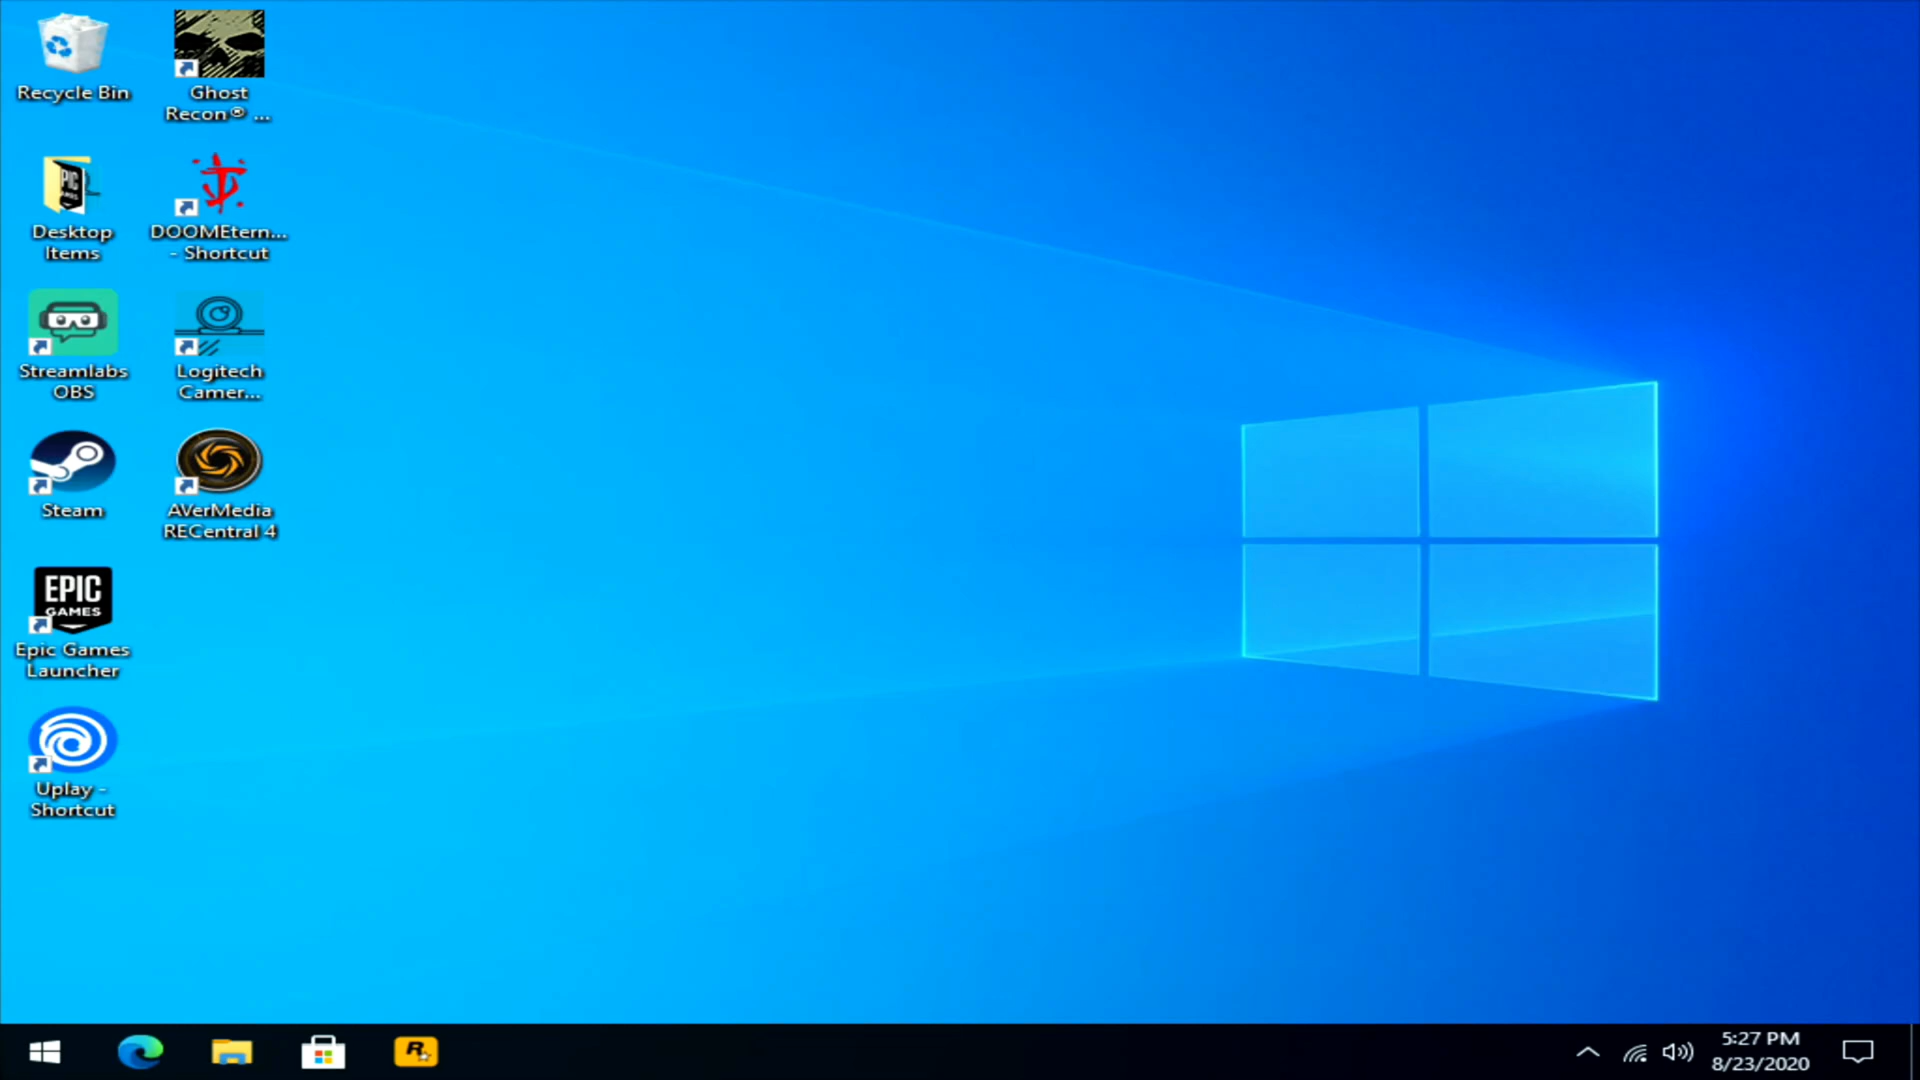 Recycle Bin
Ghost
Recon® ...
Desktop
Items
DOOMEtern...
- Shortcut
Streamlabs
OBS
Logitech
Camer...
Steam
AVerMedia
RECentral 4
EPIC
GAMES
Epic Games
Launcher
Uplay -
Shortcut
R
5:27 PM
8/23/2020